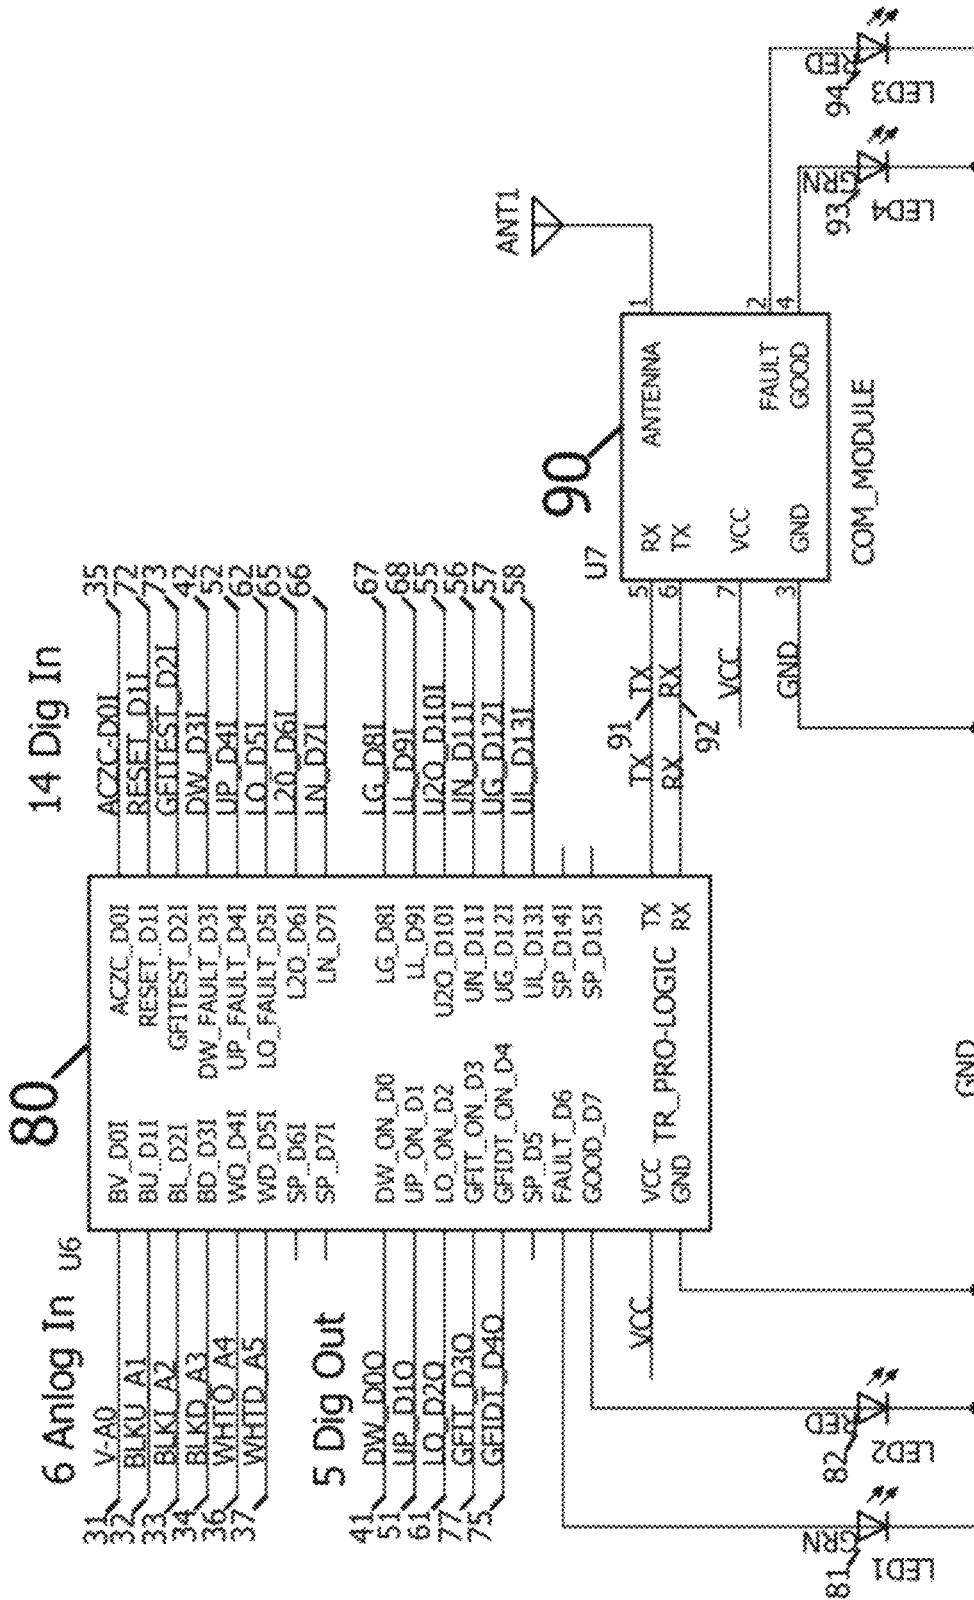 80
6 Anlog In
14 Dig In
U6
31 V-A0 BV_D0I ACZC_D0I ACZC-D0I 35
32 BLKU_A1 BU_D1I RESET_D1I RESET_D1I 72
33 BLKL_A2 BL_D2I GFITEST_D2I GFITEST_D2I 73
34 BLKD_A3 BD_D3I DW_FAULT_D3I DW_D3I 42
36 WHTO_A4 WO_D4I UP_FAULT_D4I UP_D4I 52
37 WHTD_A5 WD_D5I LO_FAULT_D5I LO_D5I 62
SP_D6I L2O_D6I L2O_D6I 65
SP_D7I LN_D7I LN_D7I 66
5 Dig Out
41 DW_D0O DW_ON_D0 LG_D8I LG_D8I 67
51 UP_D1O UP_ON_D1 LL_D9I LL_D9I 68
61 LO_D2O LO_ON_D2 U2O_D10I U2O_D10I 55
77 GFIT_D3O GFIT_ON_D3 UN_D11I UN_D11I 56
75 GFIDT_D4O GFIDT_ON_D4 UG_D12I UG_D12I 57
SP_D5 UL_D13I UL_D13I 58
FAULT_D6 SP_D14I
GOOD_D7 SP_D15I
VCC VCC TX TX 91 TX 5 RX ANTENNA 1
GND TR_PRO-LOGIC RX RX 92 RX 6 TX
ANT1
90
U7
VCC 7 VCC FAULT 2
GND 3 GND GOOD 4
COM_MODULE
81 GRN LED1
82 RED LED2
93 GRN LED4
94 RED LED3
GND